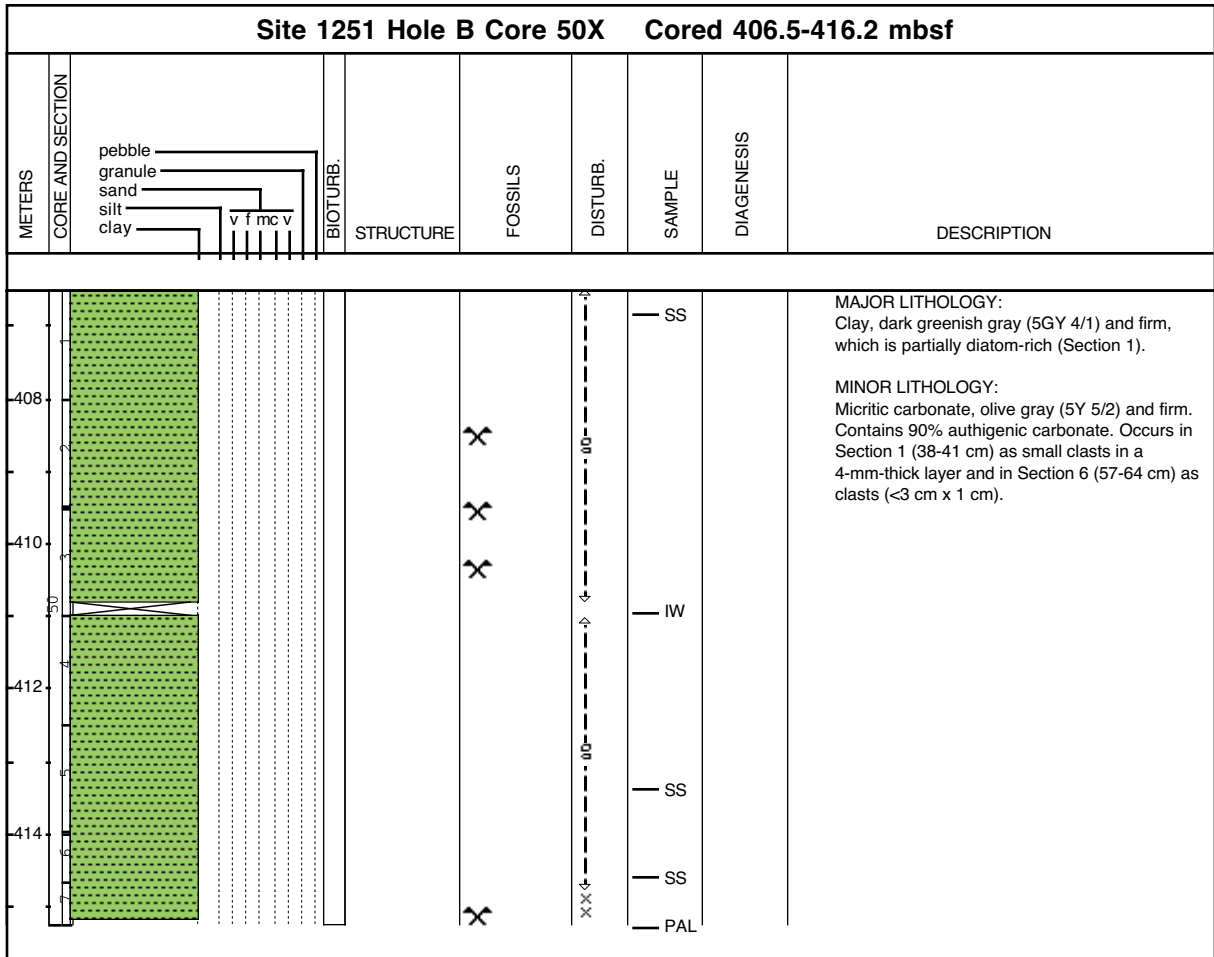 Site 1251 Hole B Core 50X Cored 406.5-416.2 mbsf
METERS
CORE AND SECTION
pebble
granule
sand
silt
v f m c v
clay
BIOTURB.
STRUCTURE
FOSSILS
DISTURB.
SAMPLE
DIAGENESIS
DESCRIPTION
MAJOR LITHOLOGY:
Clay, dark greenish gray (5GY 4/1) and firm,
which is partially diatom-rich (Section 1).
MINOR LITHOLOGY:
Micritic carbonate, olive gray (5Y 5/2) and firm.
Contains 90% authigenic carbonate. Occurs in
Section 1 (38-41 cm) as small clasts in a
4-mm-thick layer and in Section 6 (57-64 cm) as
clasts (<3 cm x 1 cm).
408
410
412
414
50
1
2
3
4
5
6
7
SS
IW
SS
SS
PAL